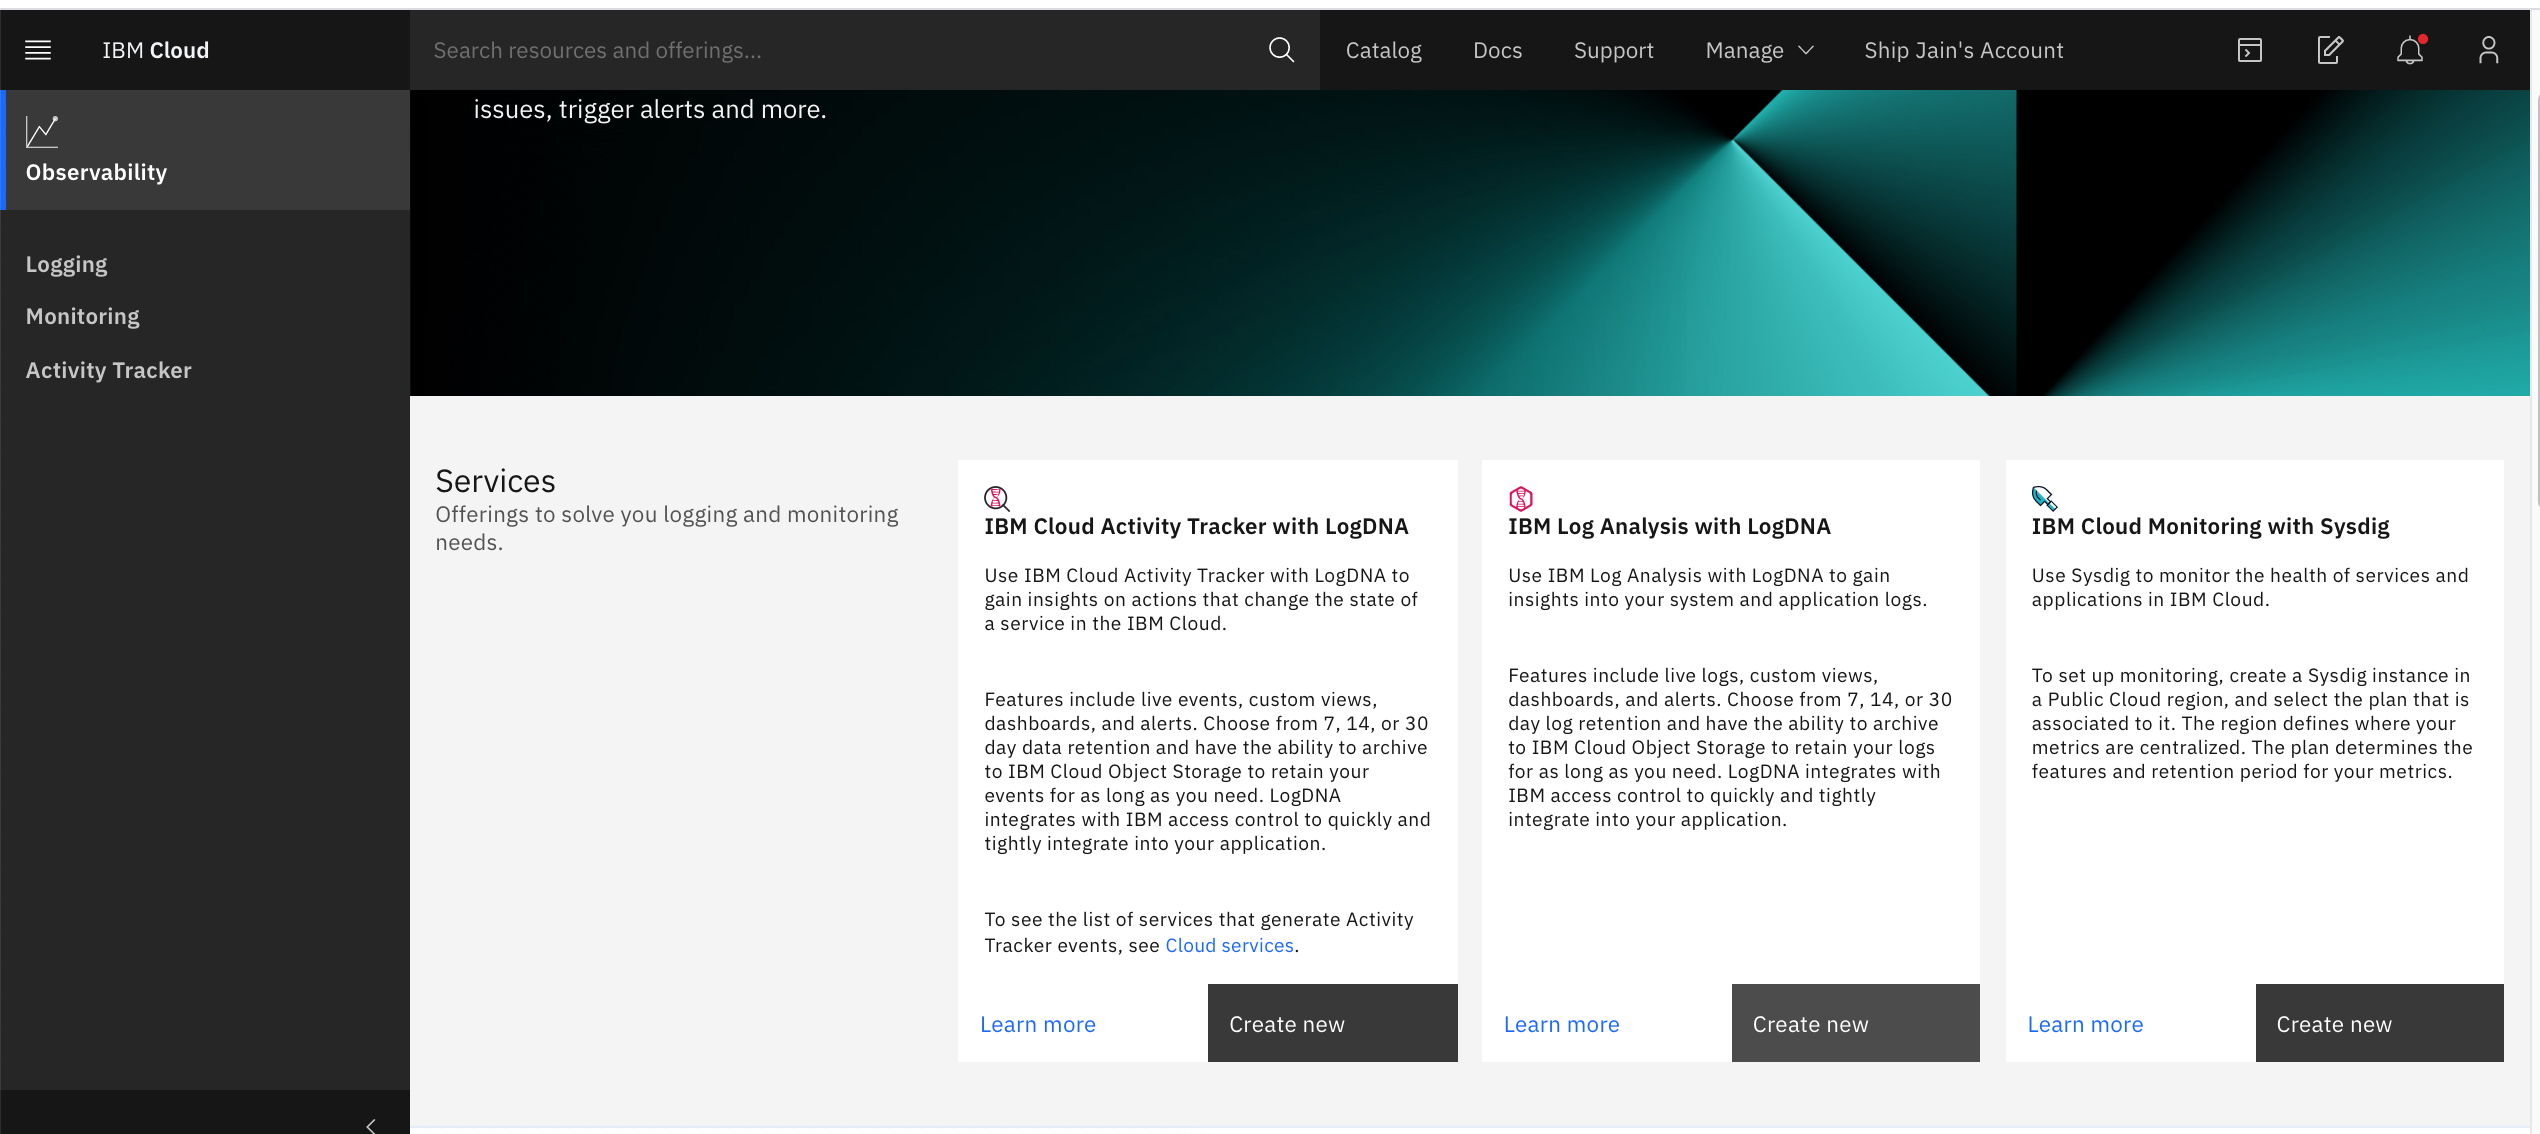 IBM Cloud
Search resources and offerings...
Catalog
Docs
Support
Manage
Ship Jain's Account
Observability
Logging
Monitoring
Activity Tracker
issues, trigger alerts and more.
Services
Offerings to solve you logging and monitoring
needs.
IBM Cloud Activity Tracker with LogDNA
Use IBM Cloud Activity Tracker with LogDNA to
gain insights on actions that change the state of
a service in the IBM Cloud.
Features include live events, custom views,
dashboards, and alerts. Choose from 7, 14, or 30
day data retention and have the ability to archive
to IBM Cloud Object Storage to retain your
events for as long as you need. LogDNA
integrates with IBM access control to quickly and
tightly integrate into your application.
To see the list of services that generate Activity
Tracker events, see Cloud services.
Learn more
Create new
IBM Log Analysis with LogDNA
Use IBM Log Analysis with LogDNA to gain
insights into your system and application logs.
Features include live logs, custom views,
dashboards, and alerts. Choose from 7, 14, or 30
day log retention and have the ability to archive
to IBM Cloud Object Storage to retain your logs
for as long as you need. LogDNA integrates with
IBM access control to quickly and tightly
integrate into your application.
Learn more
Create new
IBM Cloud Monitoring with Sysdig
Use Sysdig to monitor the health of services and
applications in IBM Cloud.
To set up monitoring, create a Sysdig instance in
a Public Cloud region, and select the plan that is
associated to it. The region defines where your
metrics are centralized. The plan determines the
features and retention period for your metrics.
Learn more
Create new